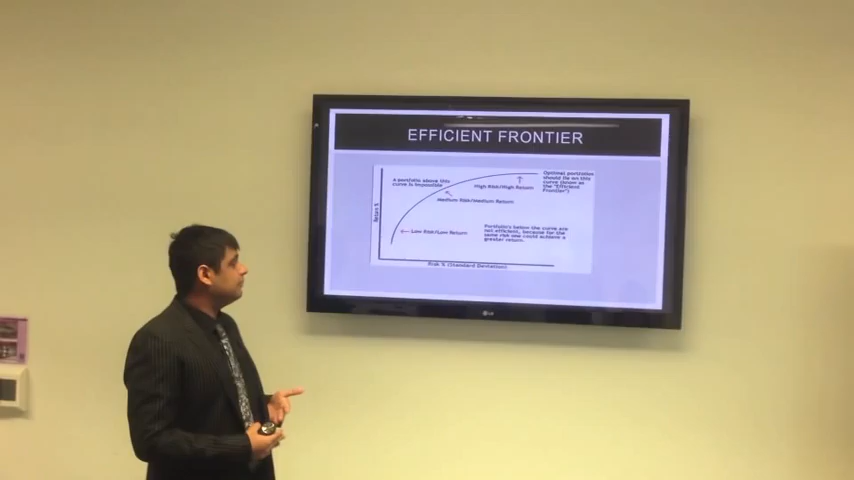 EFFICIENT FRONTIER
A portfolio above this
curve is impossible
High Risk/High Return
Medium Risk/Medium Return
Low Risk/Low Return
Optimal portfolios
should lie on this
curve (known as
the "Efficient
Frontier")
Portfolios below the curve are
not efficient, because for the
same risk one could achieve a
greater return.
Return %
Risk % (Standard Deviation)
LG